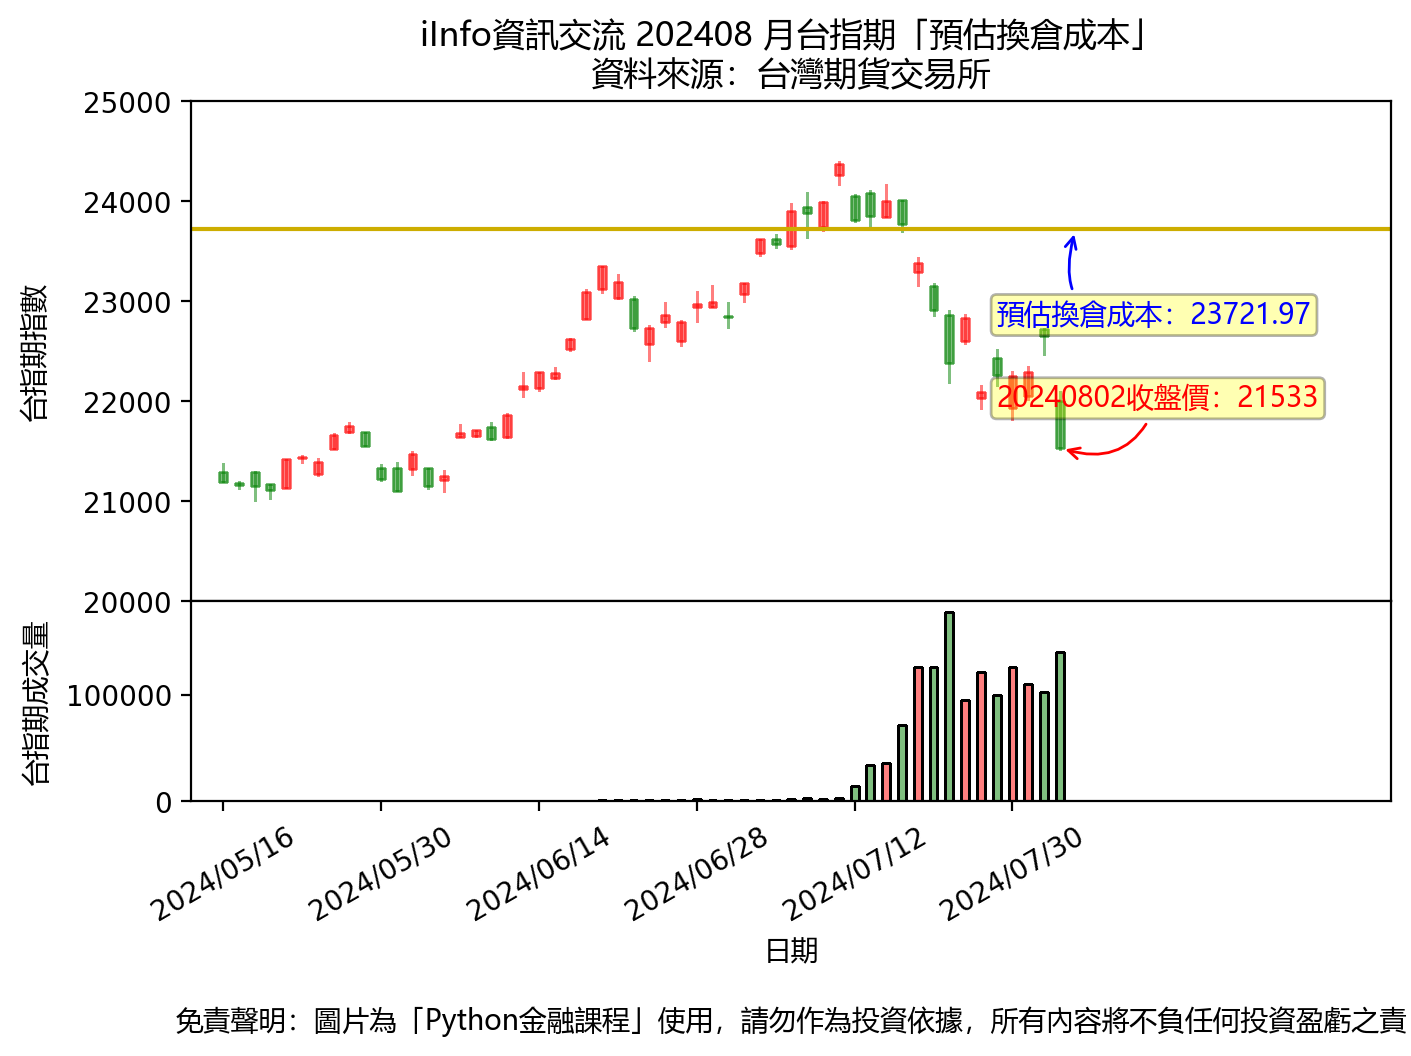 iInfo資訊交流 202408 月台指期「預估換倉成本」
資料來源：台灣期貨交易所
25000
24000
23000
22000
21000
20000
台指期指數
預估換倉成本：23721.97
20240802收盤價：21533
100000
0
台指期成交量
2024/05/16
2024/05/30
2024/06/14
2024/06/28
2024/07/12
2024/07/30
日期
免責聲明：圖片為「Python金融課程」使用，請勿作為投資依據，所有內容將不負任何投資盈虧之責